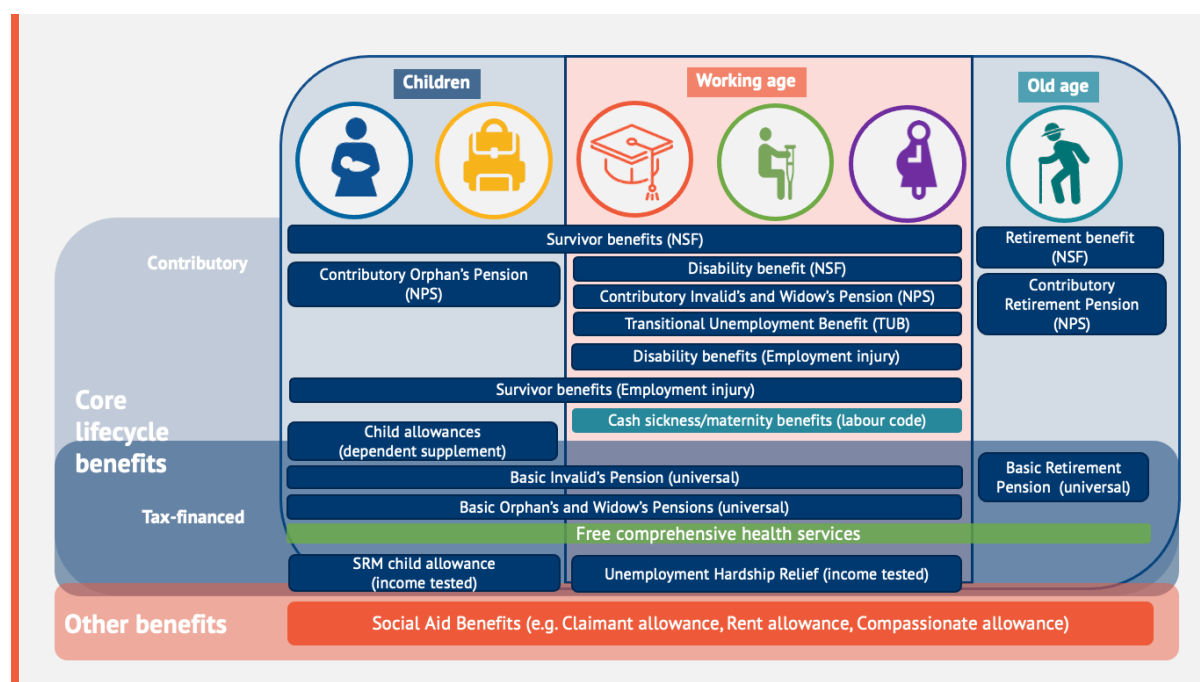 Children
Working age
Old age
Contributory
Survivor benefits (NSF)
Retirement benefit
(NSF)
Contributory Orphan's Pension
(NPS)
Disability benefit (NSF)
Contributory Invalid's and Widow's Pension (NPS)
Contributory
Retirement Pension
(NPS)
Transitional Unemployment Benefit (TUB)
Disability benefits (Employment injury)
Survivor benefits (Employment injury)
Core
lifecycle
benefits
Cash sickness/maternity benefits (labour code)
Child allowances
(dependent supplement)
Basic Invalid's Pension (universal)
Basic Retirement
Pension (universal)
Tax-financed
Basic Orphan's and Widow's Pensions (universal)
Free comprehensive health services
SRM child allowance
(income tested)
Unemployment Hardship Relief (income tested)
Other benefits
Social Aid Benefits (e.g. Claimant allowance, Rent allowance, Compassionate allowance)